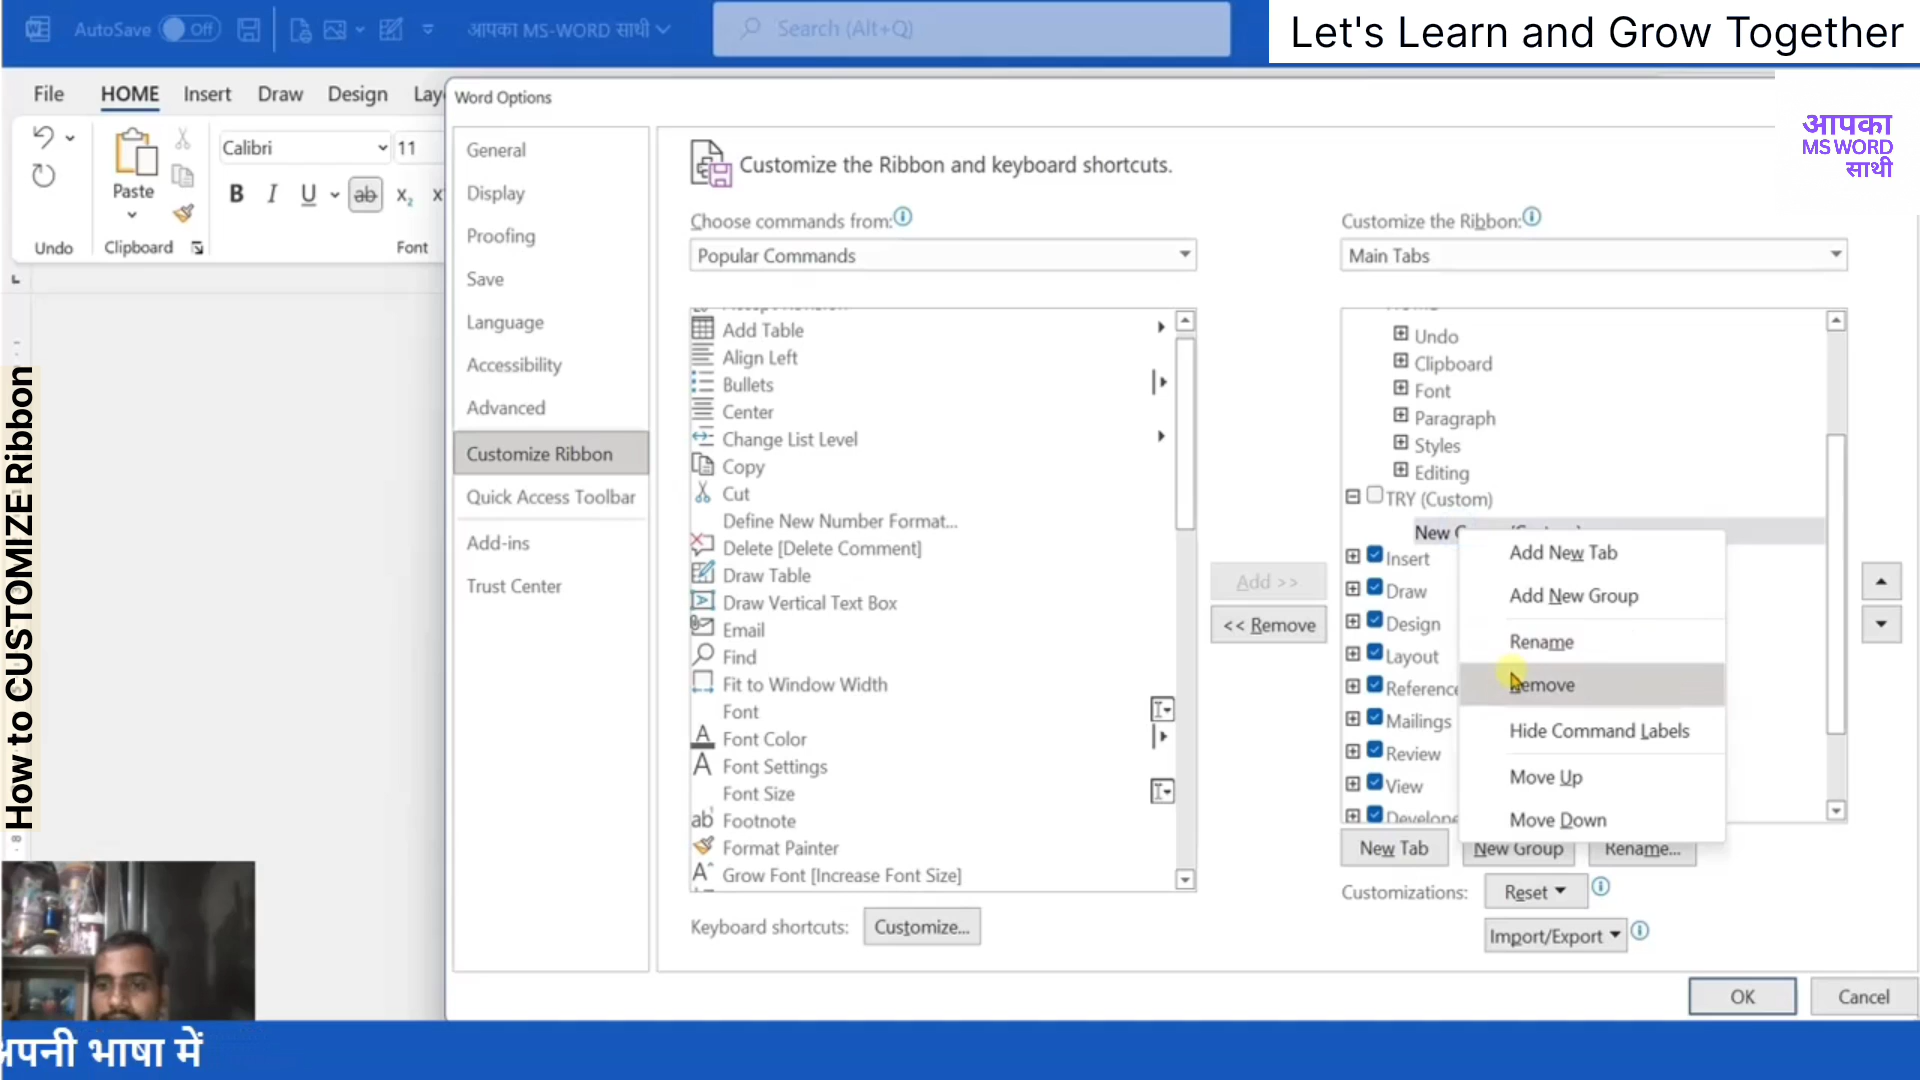 AutoSave Off
आपका MS-WORD साथी
Search (Alt+Q)
Let's Learn and Grow Together
File HOME Insert Draw Design Lay
Calibri 11
Paste
B I U ab x₂
Undo Clipboard Font
Word Options
General
Display
Proofing
Save
Language
Accessibility
Advanced
Customize Ribbon
Quick Access Toolbar
Add-ins
Trust Center
Customize the Ribbon and keyboard shortcuts.
Choose commands from:
Popular Commands
Add Table
Align Left
Bullets
Center
Change List Level
Copy
Cut
Define New Number Format...
Delete [Delete Comment]
Draw Table
Draw Vertical Text Box
Email
Find
Fit to Window Width
Font
Font Color
Font Settings
Font Size
Footnote
Format Painter
Grow Font [Increase Font Size]
Keyboard shortcuts: Customize...
Add >>
<< Remove
Customize the Ribbon:
Main Tabs
Undo
Clipboard
Font
Paragraph
Styles
Editing
TRY (Custom)
New
Insert
Draw
Design
Layout
Reference
Mailings
Review
View
Develope
Add New Tab
Add New Group
Rename
Remove
Hide Command Labels
Move Up
Move Down
New Tab New Group Rename...
Customizations: Reset
Import/Export
OK Cancel
आपका
MS WORD
साथी
How to CUSTOMIZE Ribbon
अपनी भाषा में